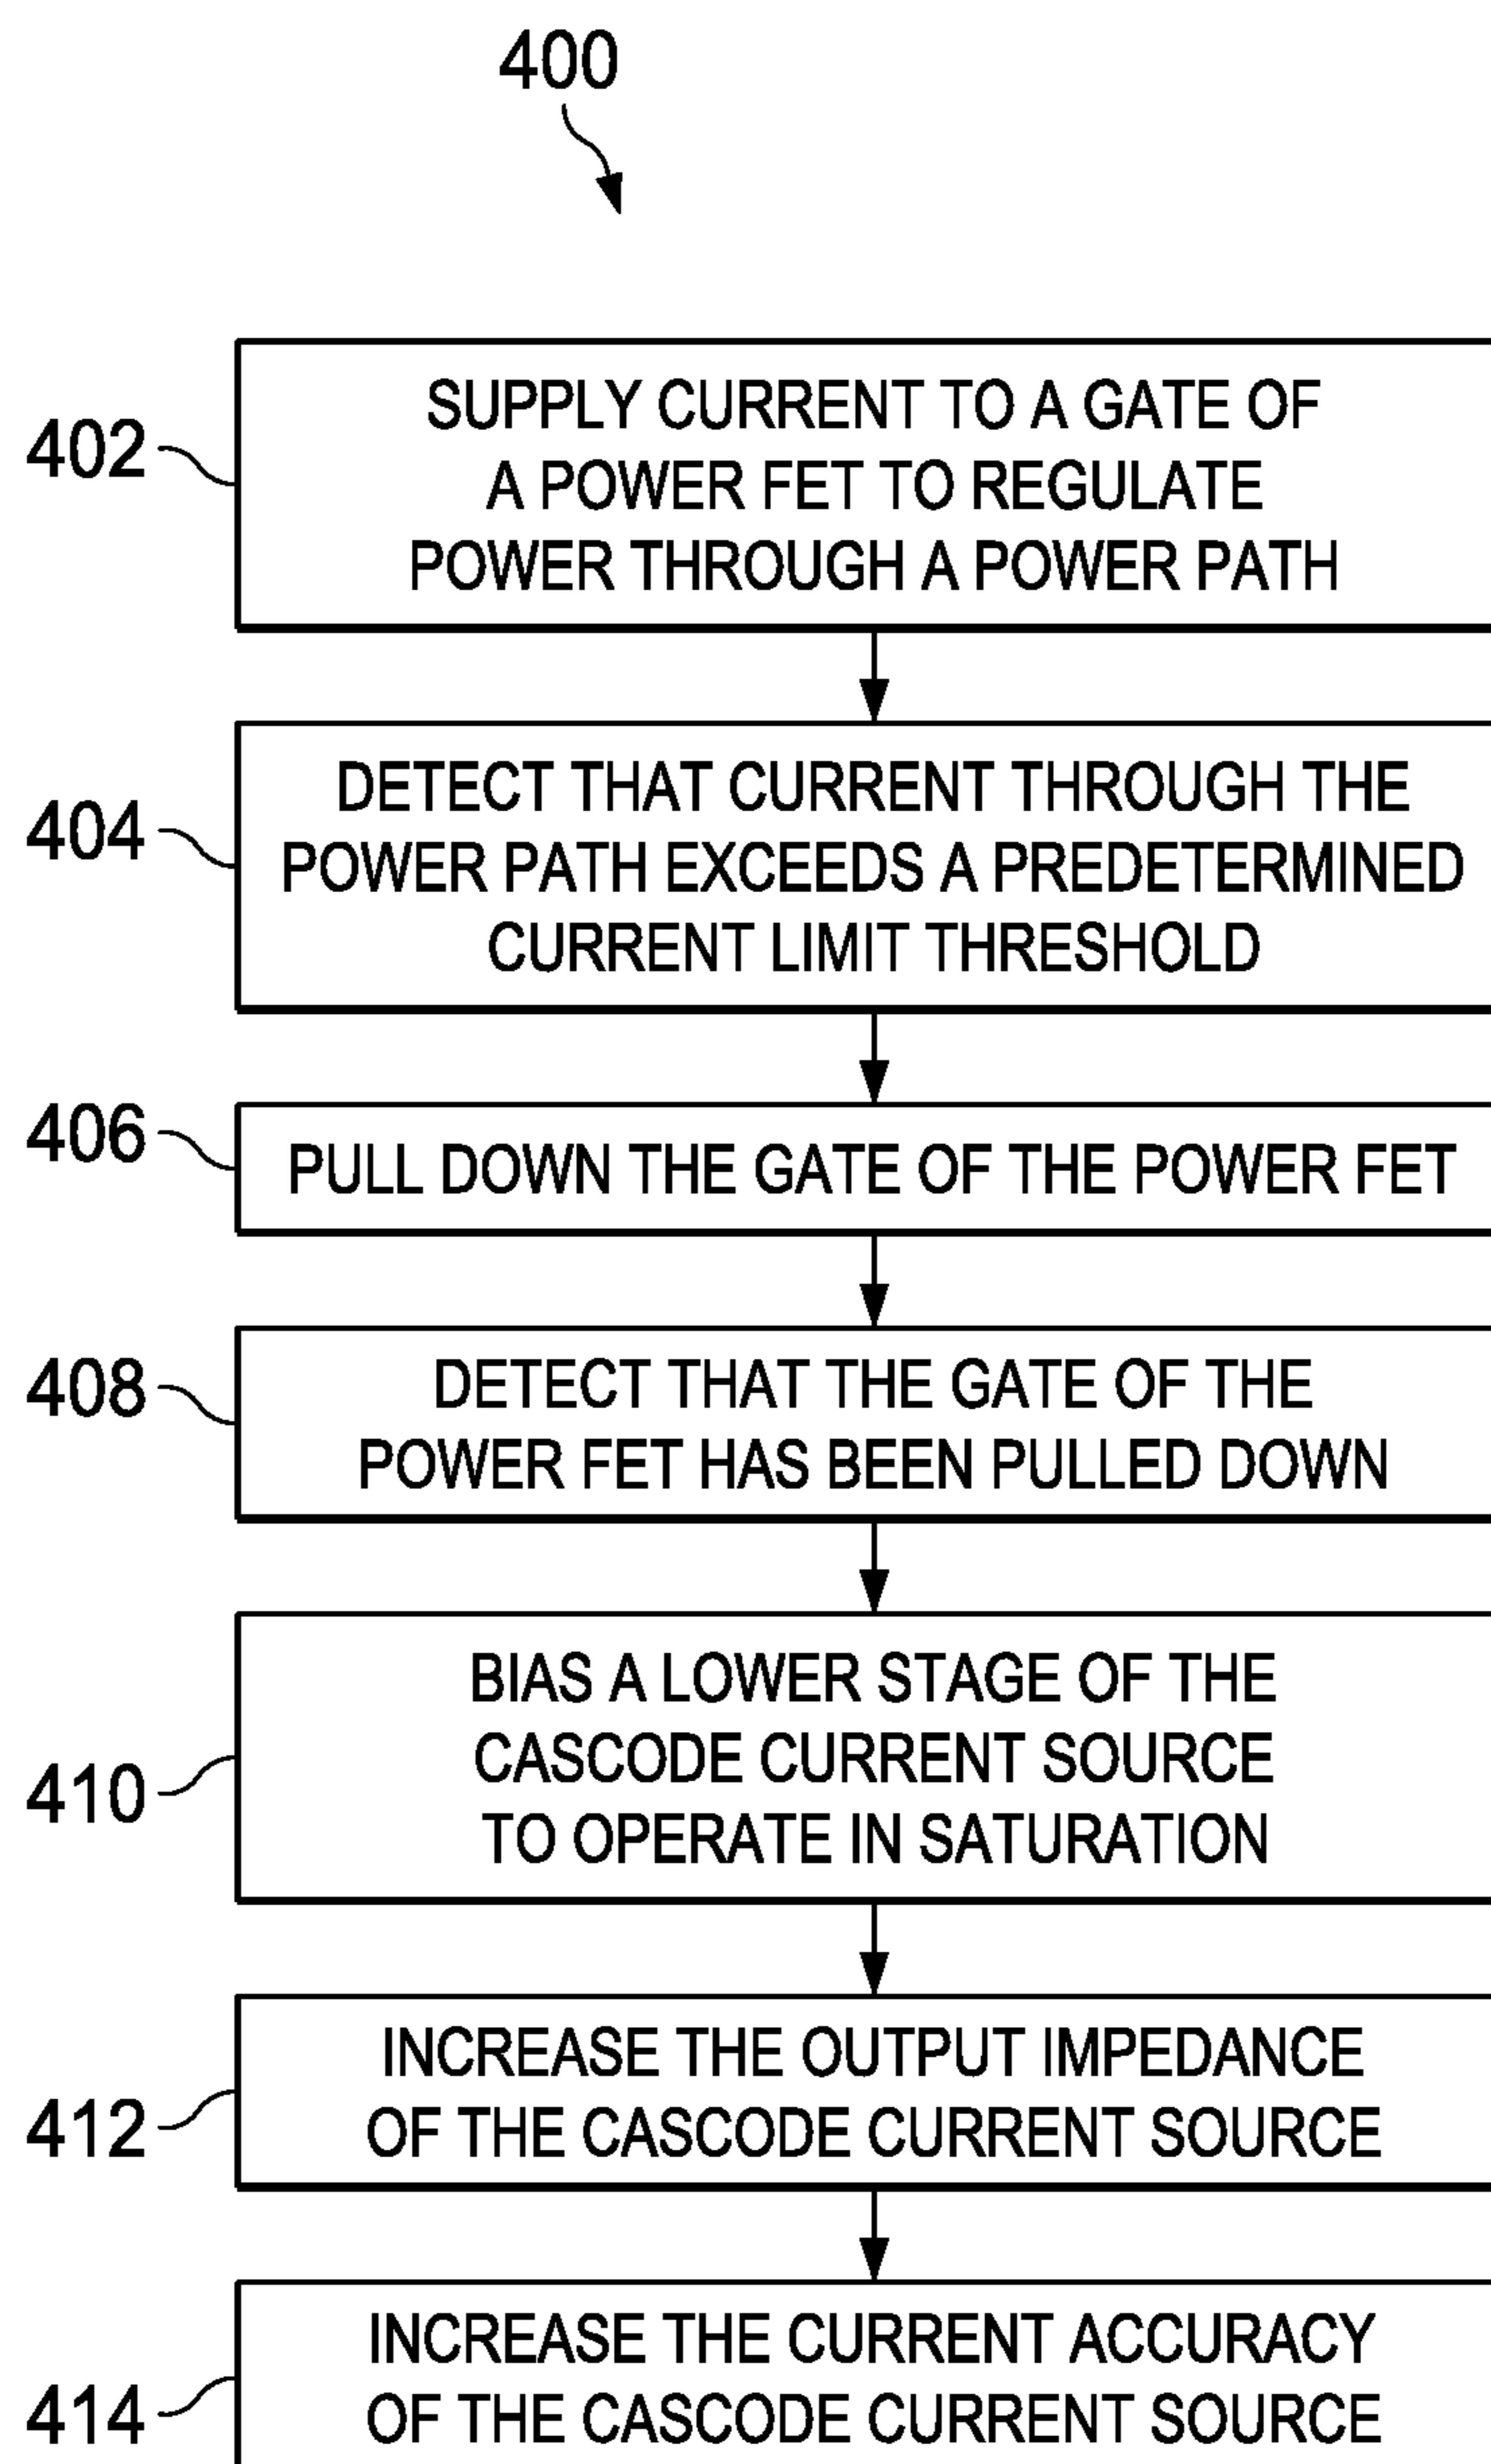 400
402
SUPPLY CURRENT TO A GATE OF
A POWER FET TO REGULATE
POWER THROUGH A POWER PATH
404
DETECT THAT CURRENT THROUGH THE
POWER PATH EXCEEDS A PREDETERMINED
CURRENT LIMIT THRESHOLD
406
PULL DOWN THE GATE OF THE POWER FET
408
DETECT THAT THE GATE OF THE
POWER FET HAS BEEN PULLED DOWN
410
BIAS A LOWER STAGE OF THE
CASCODE CURRENT SOURCE
TO OPERATE IN SATURATION
412
INCREASE THE OUTPUT IMPEDANCE
OF THE CASCODE CURRENT SOURCE
414
INCREASE THE CURRENT ACCURACY
OF THE CASCODE CURRENT SOURCE